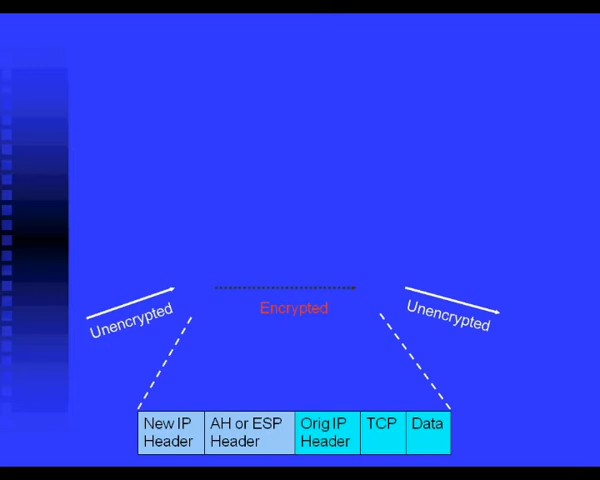 Unencrypted
Encrypted
Unencrypted
New IP Header
AH or ESP Header
Orig IP Header
TCP
Data